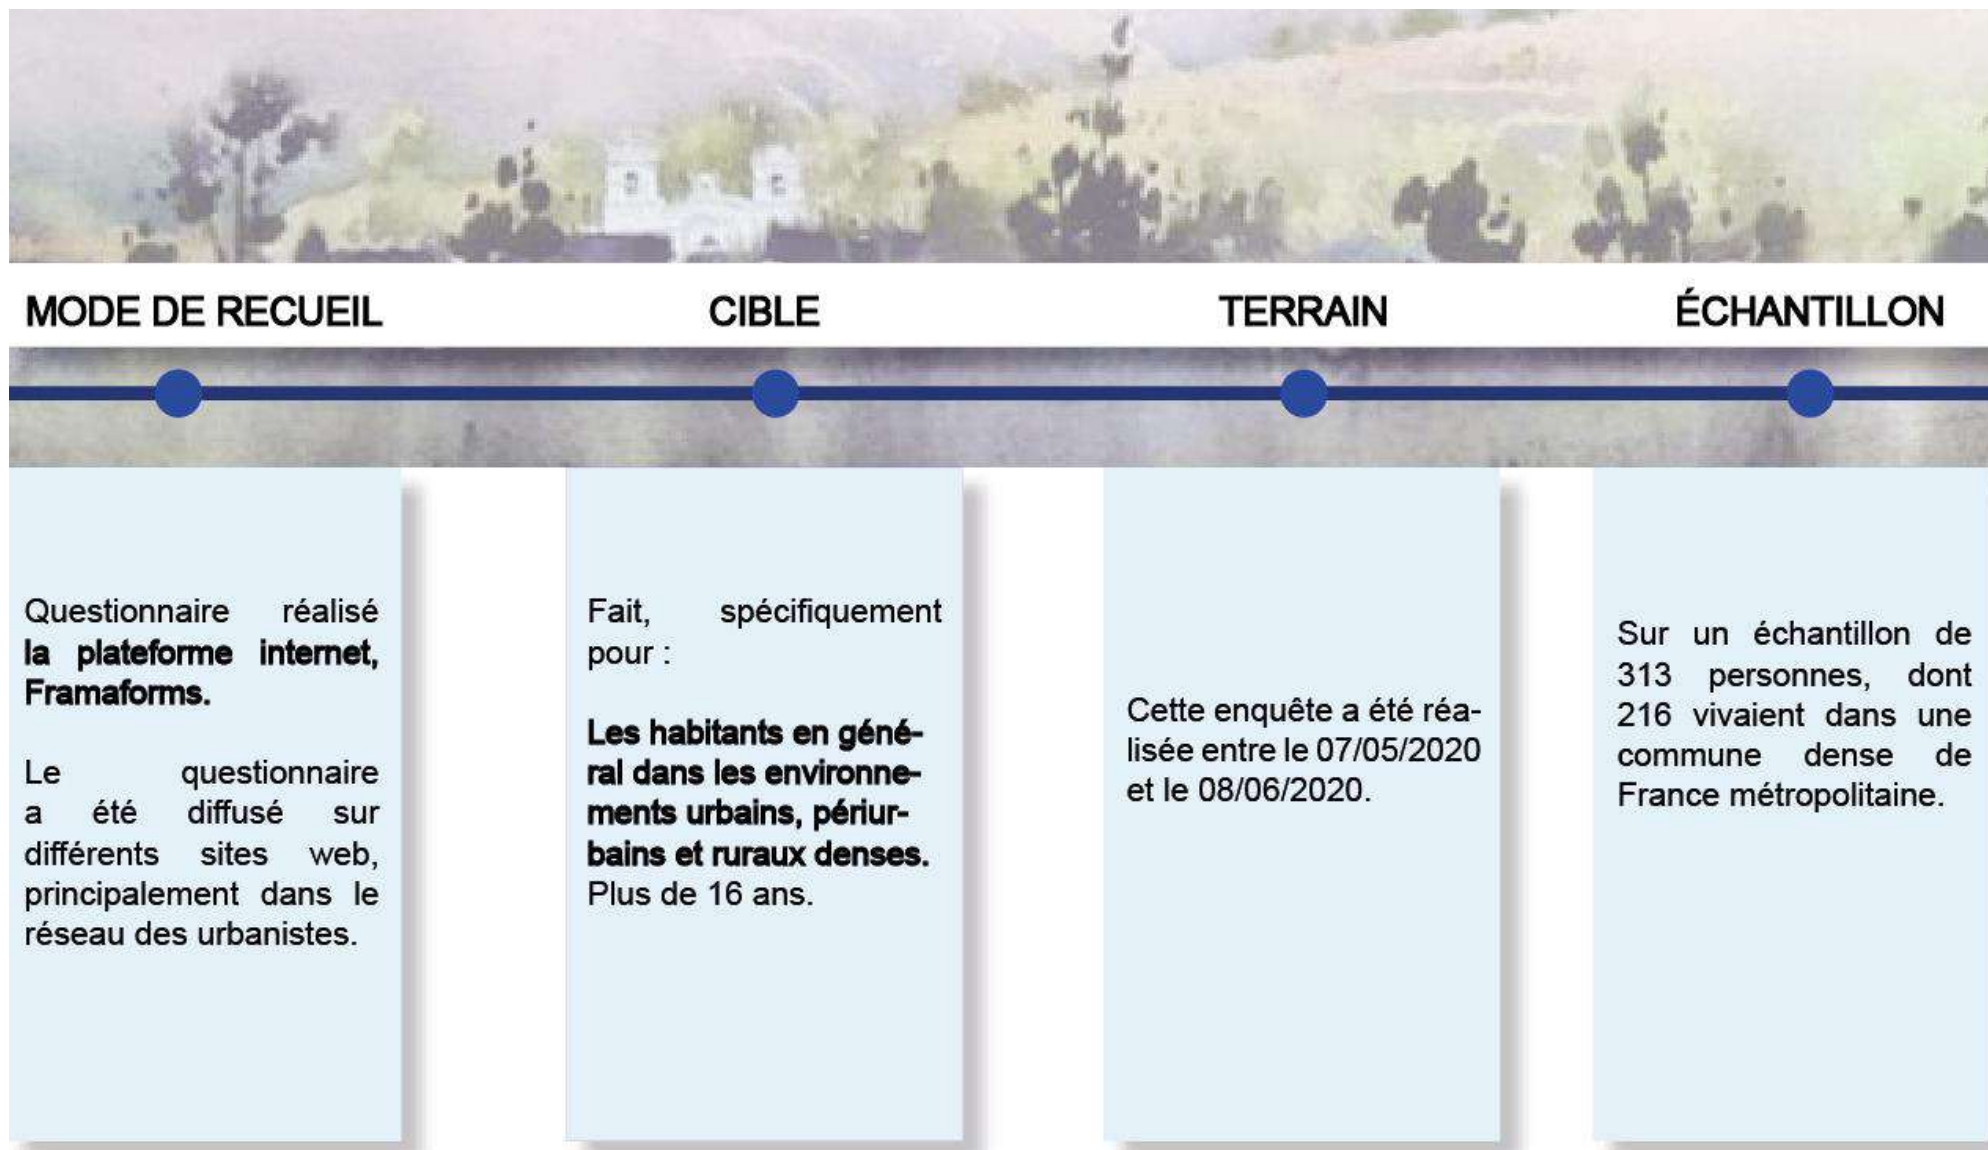 MODE DE RECUEIL
CIBLE
TERRAIN
ÉCHANTILLON
Questionnaire réalisé
la plateforme internet,
Framaforms.
Le questionnaire
a été diffusé sur
différents sites web,
principalement dans le
réseau des urbanistes.
Fait, spécifiquement
pour :
Les habitants en géné-
ral dans les environne-
ments urbains, périur-
bains et ruraux denses.
Plus de 16 ans.
Cette enquête a été réa-
lisée entre le 07/05/2020
et le 08/06/2020.
Sur un échantillon de
313 personnes, dont
216 vivaient dans une
commune dense de
France métropolitaine.